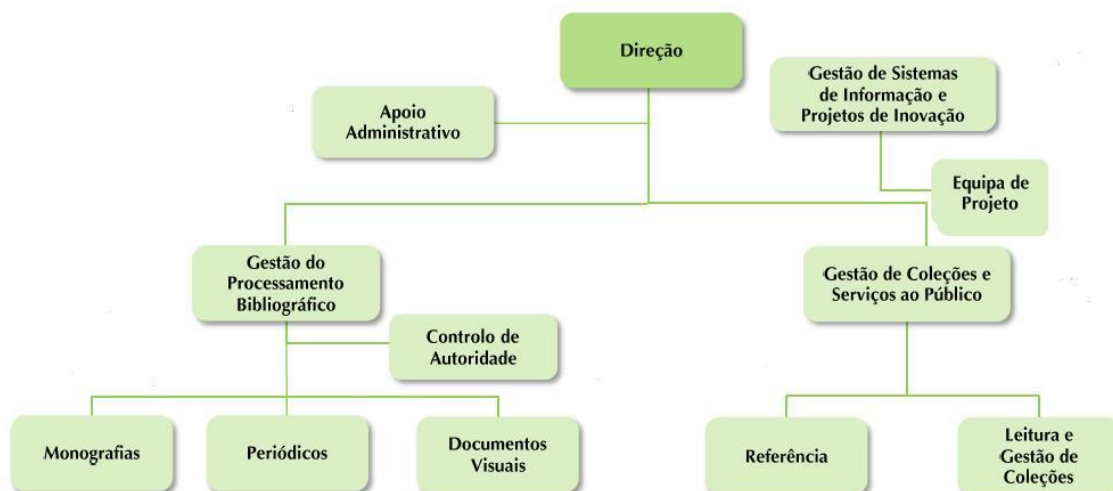 Direção
Gestão de Sistemas
de Informação e
Projetos de Inovação
Apoio
Administrativo
Equipa de
Projeto
Gestão do
Processamento
Bibliográfico
Gestão de Coleções e
Serviços ao Público
Controlo de
Autoridade
Monografias
Periódicos
Documentos
Visuais
Referência
Leitura e
Gestão de
Coleções